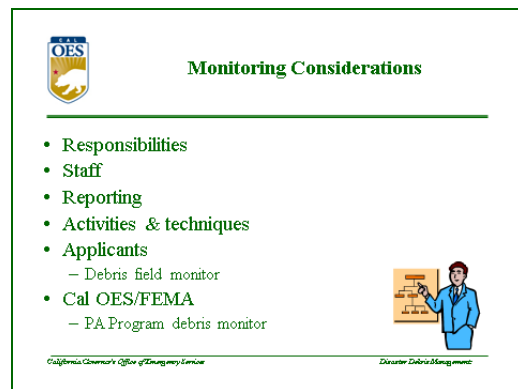 CAL
OES
Monitoring Considerations
• Responsibilities
• Staff
• Reporting
• Activities & techniques
• Applicants
– Debris field monitor
• Cal OES/FEMA
– PA Program debris monitor
California Governor's Office of Emergency Services
Disaster Debris Management